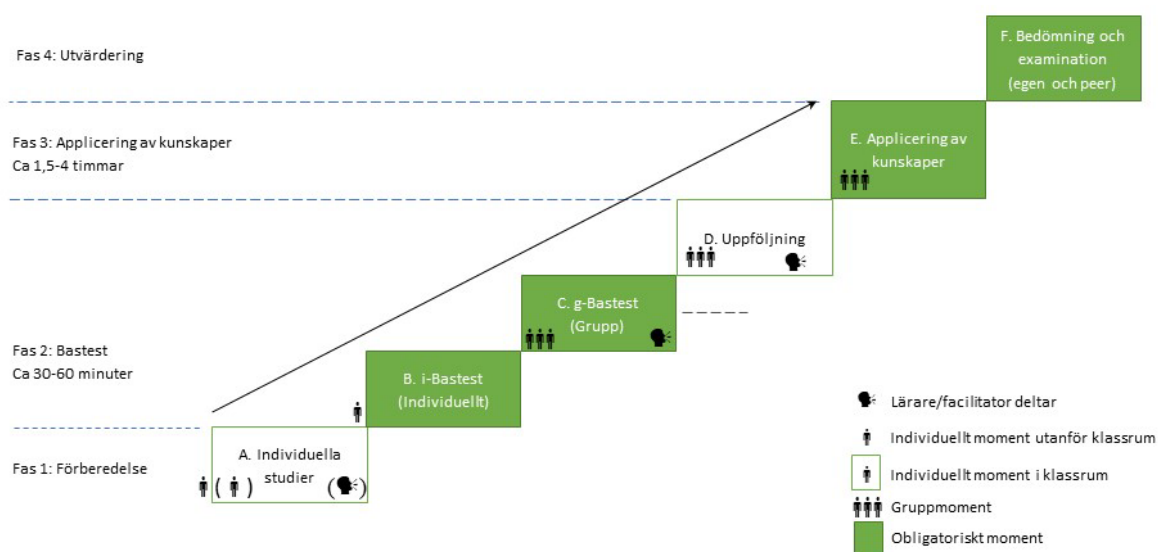 Fas 4: Utvärdering
F. Bedömning och
examination
(egen och peer)
Fas 3: Applicering av kunskaper
Ca 1,5-4 timmar
E. Applicering av
kunskaper
D. Uppföljning
C. g-Bastest
(Grupp)
Fas 2: Bastest
Ca 30-60 minuter
B. i-Bastest
(Individuellt)
Fas 1: Förberedelse
A. Individuella
studier
Lärare/facilitator deltar
Individuellt moment utanför klassrum
Individuellt moment i klassrum
Gruppmoment
Obligatoriskt moment